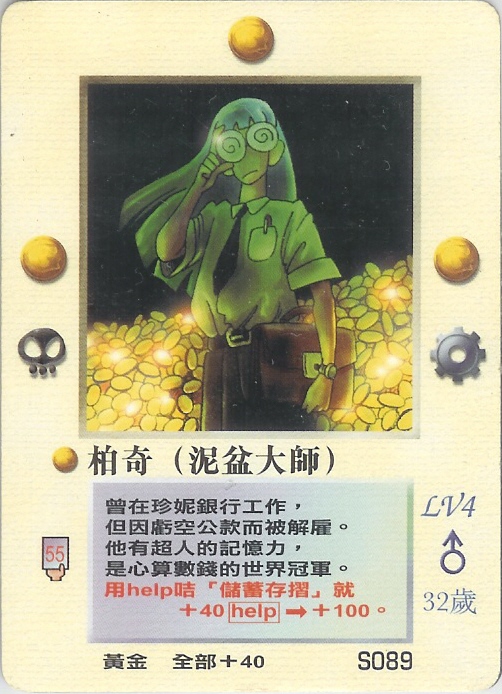 柏奇（泥盆大師）
曾在珍妮銀行工作，
但因虧空公款而被解雇。
他有超人的記憶力，
是心算數錢的世界冠軍。
用help咭「儲蓄存摺」就
＋40 help ➡＋100。
LV4
♂
32歲
55
黃金 全部＋40
S089